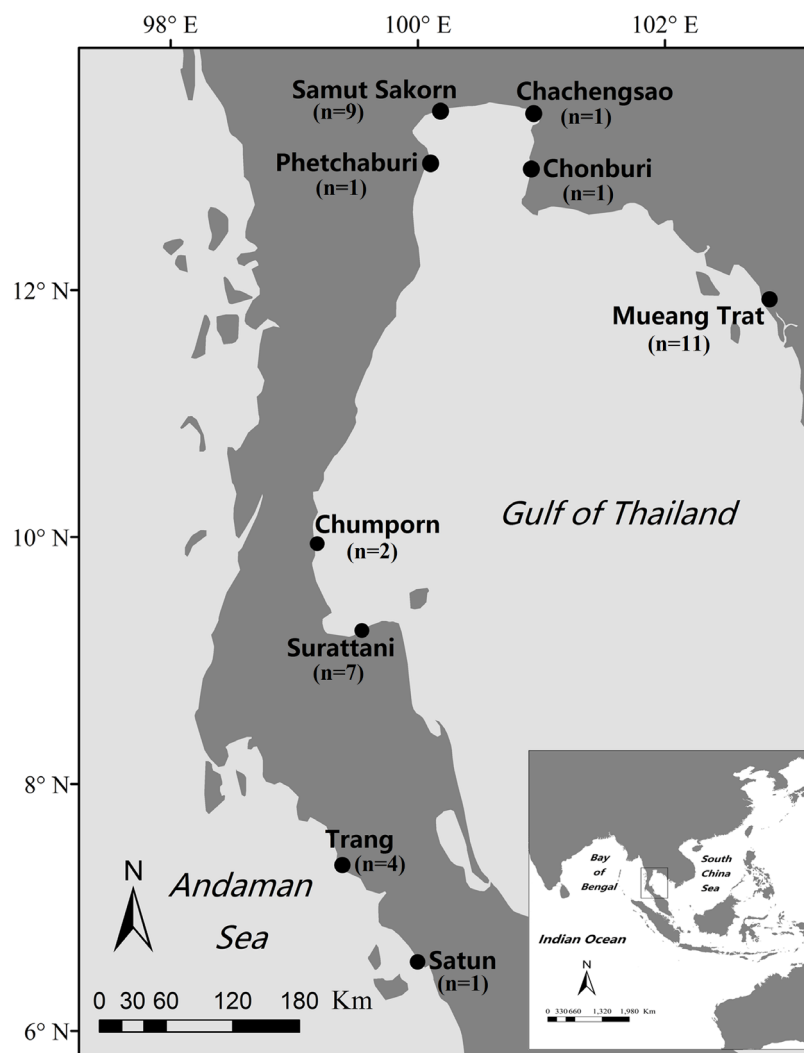 98° E
100° E
102° E
Samut Sakorn
(n=9)
Chachengsao
(n=1)
Phetchaburi
(n=1)
Chonburi
(n=1)
12° N
Mueang Trat
(n=11)
Gulf of Thailand
10° N
Chumporn
(n=2)
Surattani
(n=7)
8° N
Trang
(n=4)
N
Andaman
Sea
Satun
(n=1)
0 30 60 120 180 Km
6° N
Bay
of
Bengal
South
China
Sea
Indian Ocean
N
0 330 660 1,320 1,980 Km